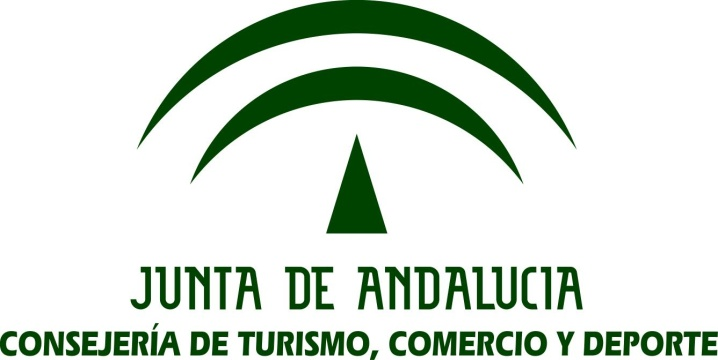 JUNTA DE ANDALUCIA
CONSEJERÍA DE TURISMO, COMERCIO Y DEPORTE